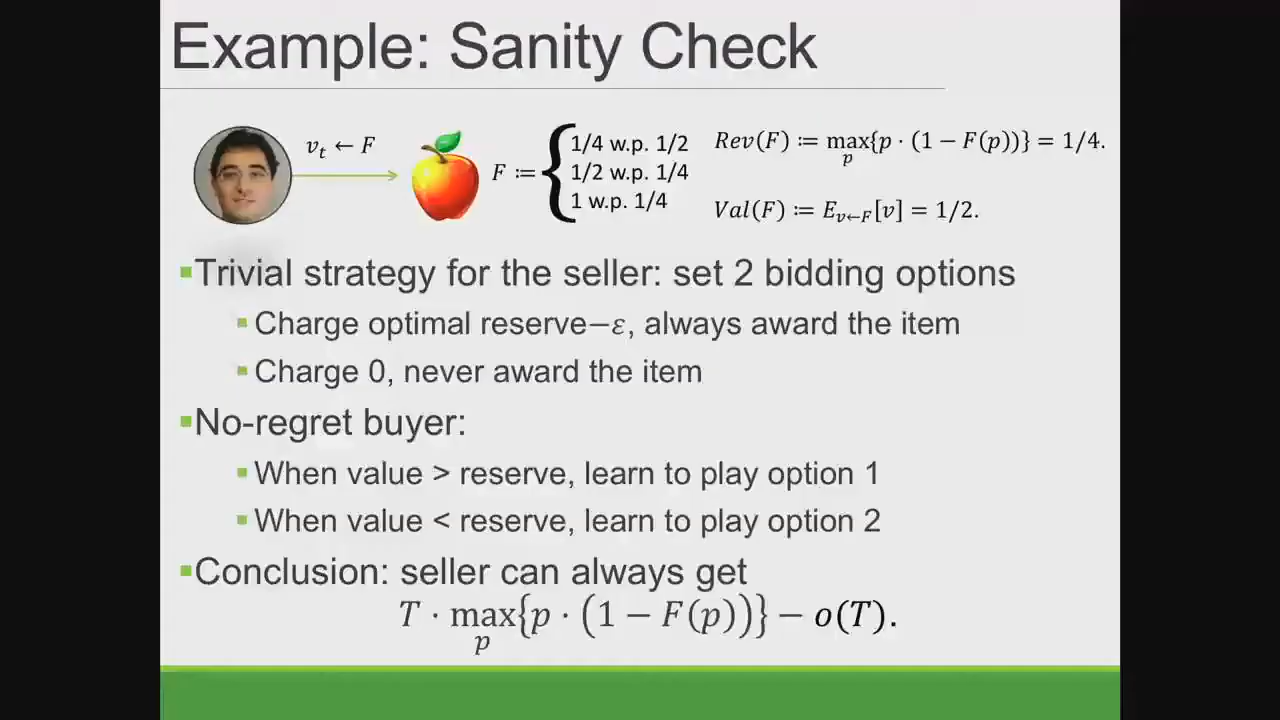 Example: Sanity Check
v_t ← F
F := { 1/4 w.p. 1/2
1/2 w.p. 1/4
1 w.p. 1/4
Rev(F) := max_p{p · (1 − F(p))} = 1/4.
Val(F) := E_{v←F}[v] = 1/2.
▪Trivial strategy for the seller: set 2 bidding options
▪Charge optimal reserve−ε, always award the item
▪Charge 0, never award the item
▪No-regret buyer:
▪When value > reserve, learn to play option 1
▪When value < reserve, learn to play option 2
▪Conclusion: seller can always get
T · max_p{p · (1 − F(p))} − o(T).